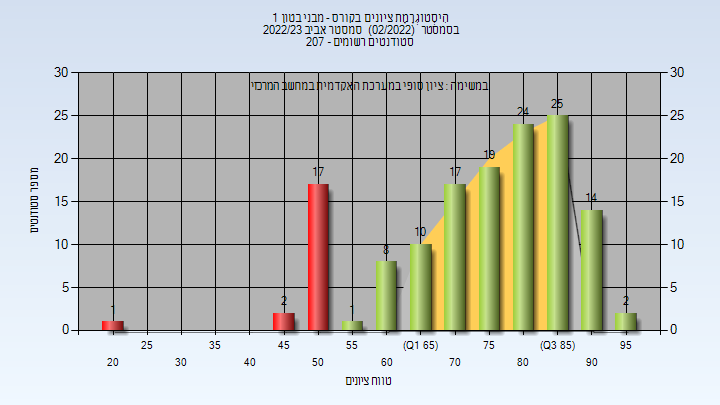 היסטוגרמת ציונים בקורס - מבני בטון 1
בסמסטר (02/2022) סמסטר אביב 2022/23
סטודנטים רשומים - 207
במשימה : ציון סופי במערכת האקדמית במחשב המרכזי
30 30
25 25
20 20
15 15
10 10
5 5
0 0
1 2 17 1 8 10 17 19 24 25 14 2
מספר סטודנטים
25 35 45 55 (Q1 65) 75 (Q3 85) 95
20 30 40 50 60 70 80 90
טווח ציונים